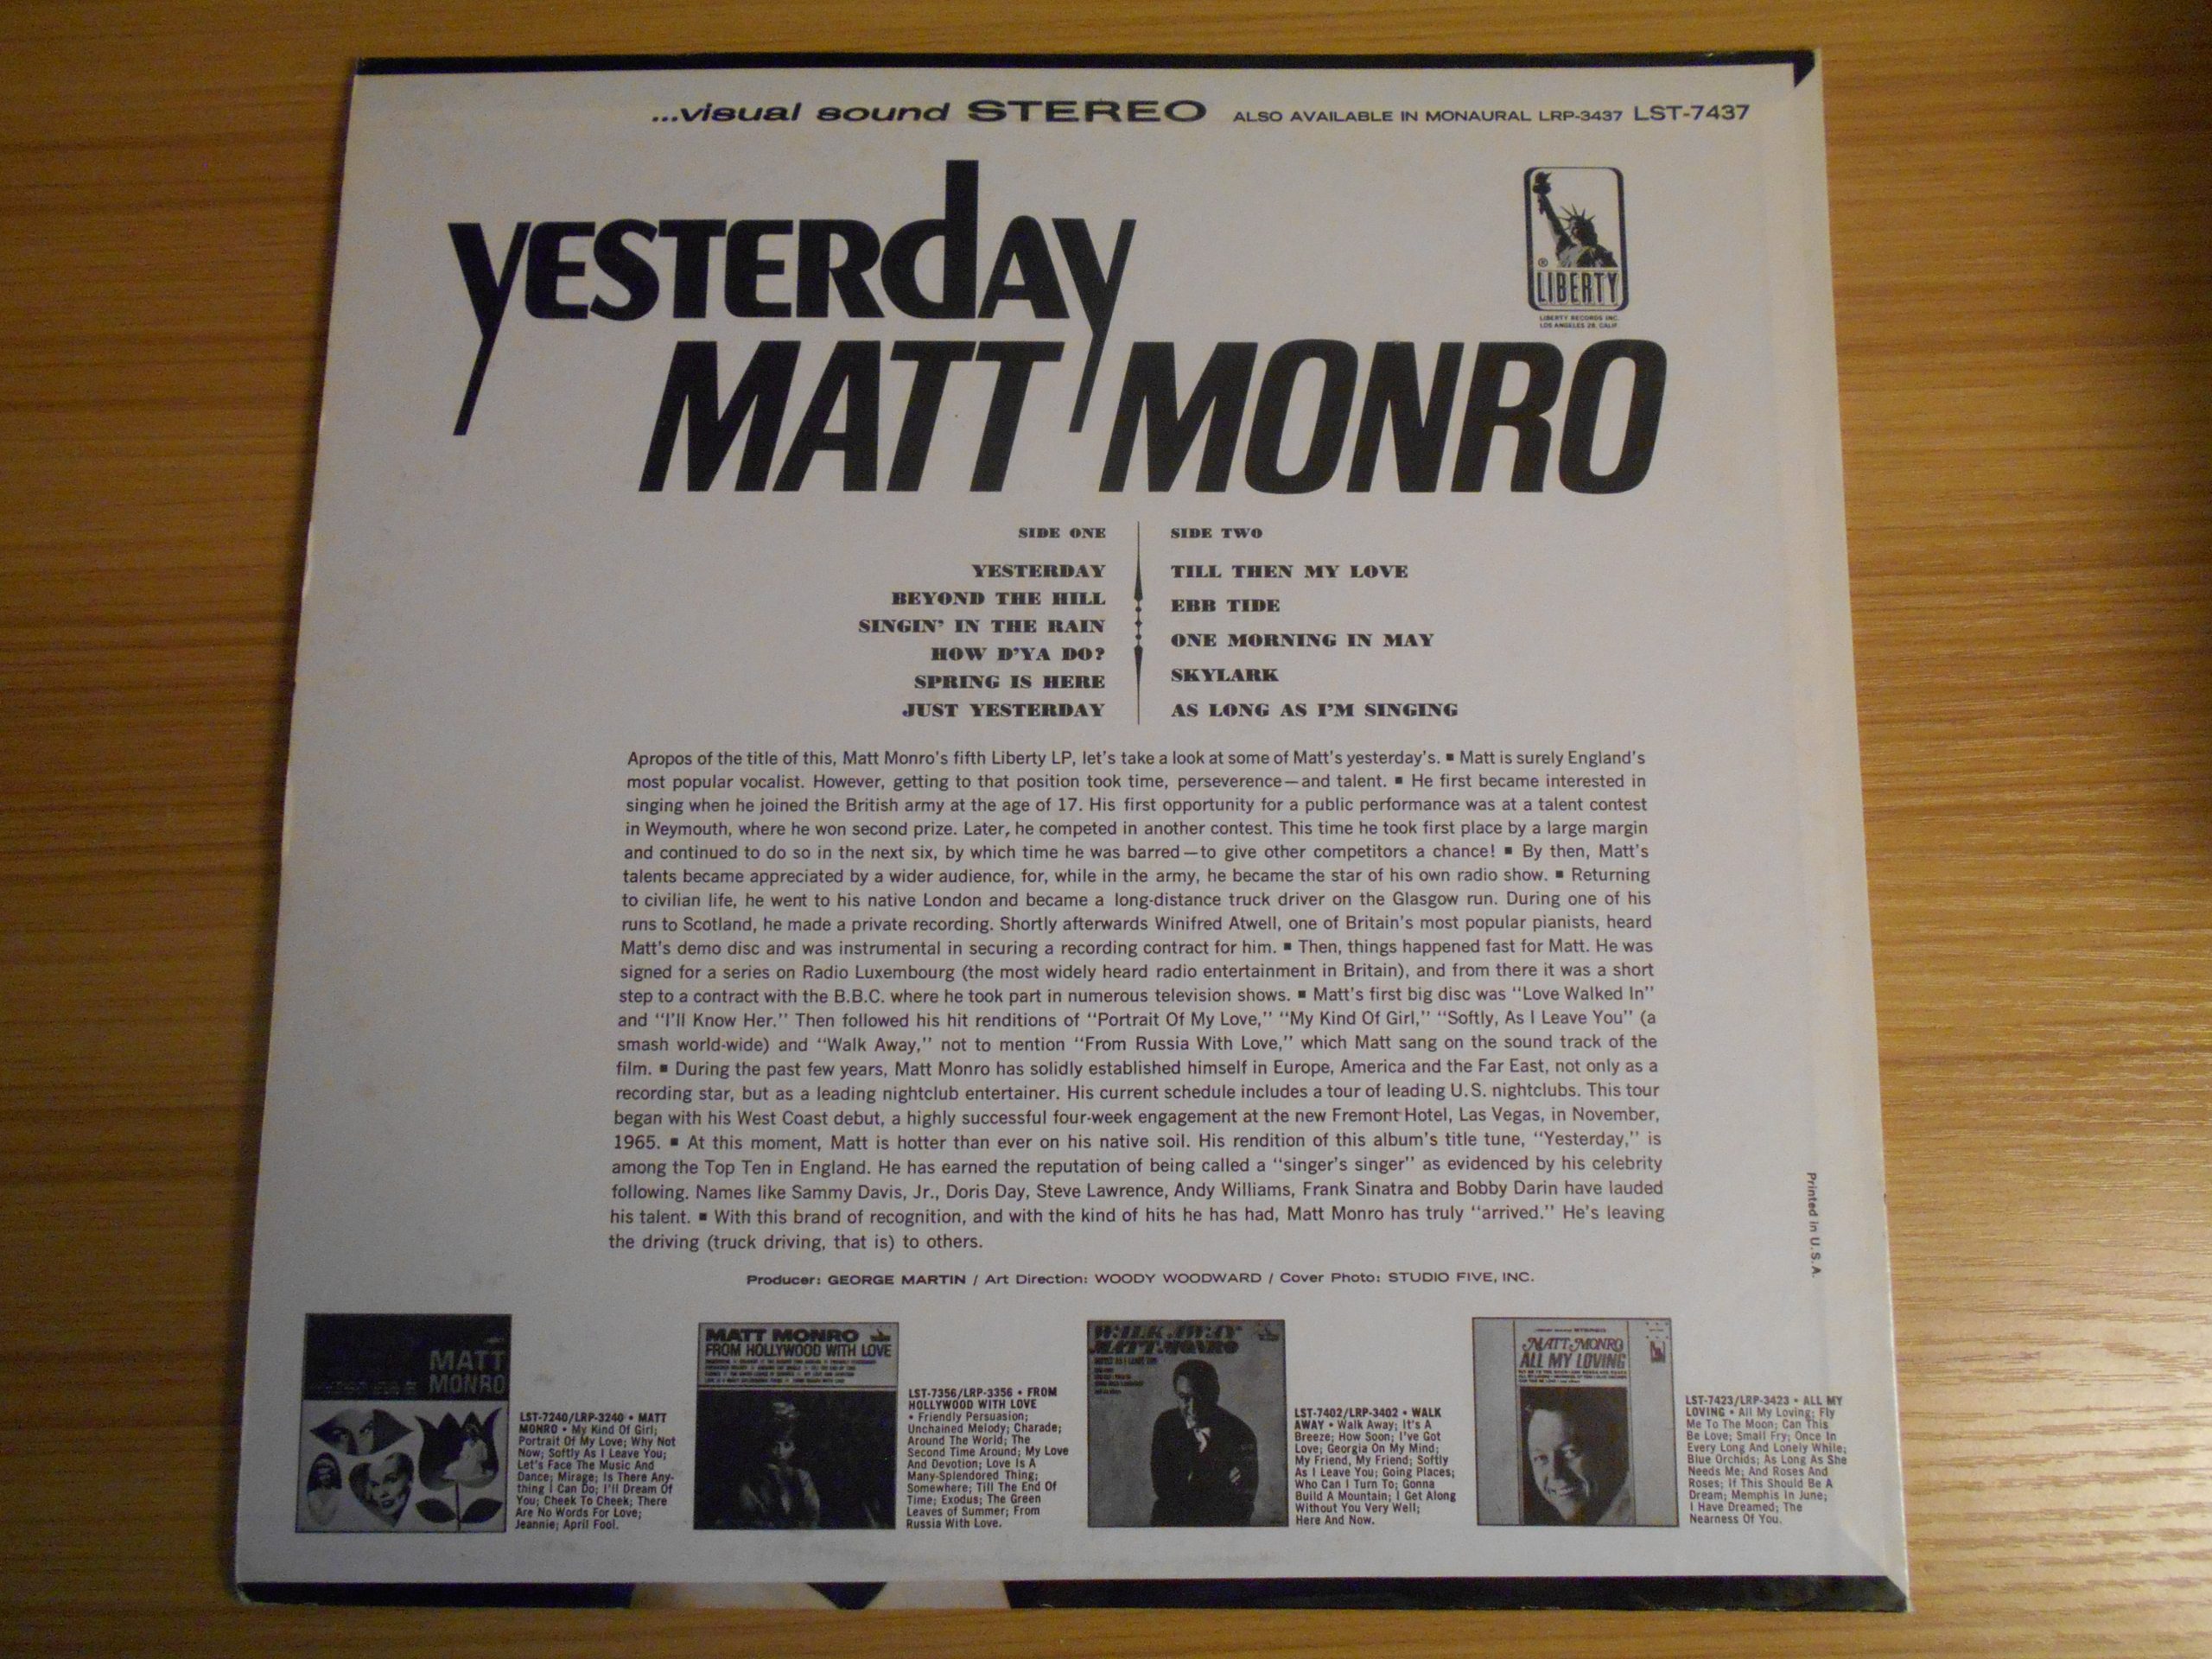 ...visual sound STEREO ALSO AVAILABLE IN MONAURAL LRP-3437 LST-7437
yESTERdAy
MATT MONRO
LIBERTY
LIBERTY RECORDS INC.
LOS ANGELES 28, CALIF.
SIDE ONE
YESTERDAY
BEYOND THE HILL
SINGIN' IN THE RAIN
HOW D'YA DO?
SPRING IS HERE
JUST YESTERDAY
SIDE TWO
TILL THEN MY LOVE
EBB TIDE
ONE MORNING IN MAY
SKYLARK
AS LONG AS I'M SINGING
Apropos of the title of this, Matt Monro's fifth Liberty LP, let's take a look at some of Matt's yesterday's. ▪ Matt is surely England's
most popular vocalist. However, getting to that position took time, perseverence—and talent. ▪ He first became interested in
singing when he joined the British army at the age of 17. His first opportunity for a public performance was at a talent contest
in Weymouth, where he won second prize. Later, he competed in another contest. This time he took first place by a large margin
and continued to do so in the next six, by which time he was barred—to give other competitors a chance! ▪ By then, Matt's
talents became appreciated by a wider audience, for, while in the army, he became the star of his own radio show. ▪ Returning
to civilian life, he went to his native London and became a long-distance truck driver on the Glasgow run. During one of his
runs to Scotland, he made a private recording. Shortly afterwards Winifred Atwell, one of Britain's most popular pianists, heard
Matt's demo disc and was instrumental in securing a recording contract for him. ▪ Then, things happened fast for Matt. He was
signed for a series on Radio Luxembourg (the most widely heard radio entertainment in Britain), and from there it was a short
step to a contract with the B.B.C. where he took part in numerous television shows. ▪ Matt's first big disc was "Love Walked In"
and "I'll Know Her." Then followed his hit renditions of "Portrait Of My Love," "My Kind Of Girl," "Softly, As I Leave You" (a
smash world-wide) and "Walk Away," not to mention "From Russia With Love," which Matt sang on the sound track of the
film. ▪ During the past few years, Matt Monro has solidly established himself in Europe, America and the Far East, not only as a
recording star, but as a leading nightclub entertainer. His current schedule includes a tour of leading U.S. nightclubs. This tour
began with his West Coast debut, a highly successful four-week engagement at the new Fremont Hotel, Las Vegas, in November,
1965. ▪ At this moment, Matt is hotter than ever on his native soil. His rendition of this album's title tune, "Yesterday," is
among the Top Ten in England. He has earned the reputation of being called a "singer's singer" as evidenced by his celebrity
following. Names like Sammy Davis, Jr., Doris Day, Steve Lawrence, Andy Williams, Frank Sinatra and Bobby Darin have lauded
his talent. ▪ With this brand of recognition, and with the kind of hits he has had, Matt Monro has truly "arrived." He's leaving
the driving (truck driving, that is) to others.
Printed in U.S.A.
Producer: GEORGE MARTIN / Art Direction: WOODY WOODWARD / Cover Photo: STUDIO FIVE, INC.
MATT
MONRO
LST-7240/LRP-3240 • MATT
MONRO • My Kind Of Girl;
Portrait Of My Love; Why Not
Now; Softly As I Leave You;
Let's Face The Music And
Dance; Mirage; Is There Any-
thing I Can Do; I'll Dream Of
You; Cheek To Cheek; There
Are No Words For Love;
Jeannie; April Fool.
MATT MONRO
FROM HOLLYWOOD WITH LOVE
LST-7356/LRP-3356 • FROM
HOLLYWOOD WITH LOVE
• Friendly Persuasion;
Unchained Melody; Charade;
Around The World; The
Second Time Around; My Love
And Devotion; Love Is A
Many-Splendored Thing;
Somewhere; Till The End Of
Time; Exodus; The Green
Leaves of Summer; From
Russia With Love.
WALK AWAY
MATT MONRO
LST-7402/LRP-3402 • WALK
AWAY • Walk Away; It's A
Breeze; How Soon; I've Got
Love; Georgia On My Mind;
My Friend, My Friend; Softly
As I Leave You; Going Places;
Who Can I Turn To; Gonna
Build A Mountain; I Get Along
Without You Very Well;
Here And Now.
MATT MONRO
ALL MY LOVING
LST-7423/LRP-3423 • ALL MY
LOVING • All My Loving; Fly
Me To The Moon; Can This
Be Love; Small Fry; Once In
Every Long And Lonely While;
Blue Orchids; As Long As She
Needs Me; And Roses And
Roses; If This Should Be A
Dream; Memphis In June;
I Have Dreamed; The
Nearness Of You.